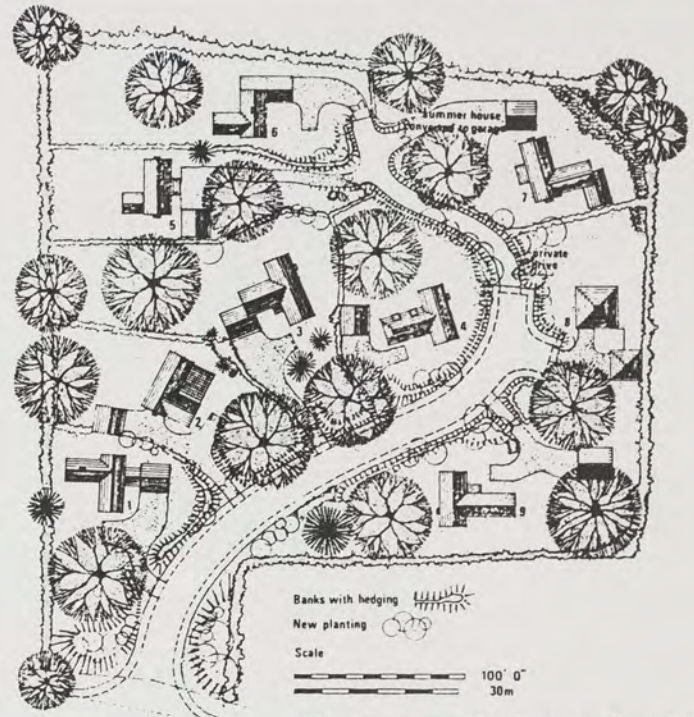 summer house
converted to garage
6
7
5
private
drive
3
4
8
2
1
9
Banks with hedging
New planting
Scale
100' 0"
30m